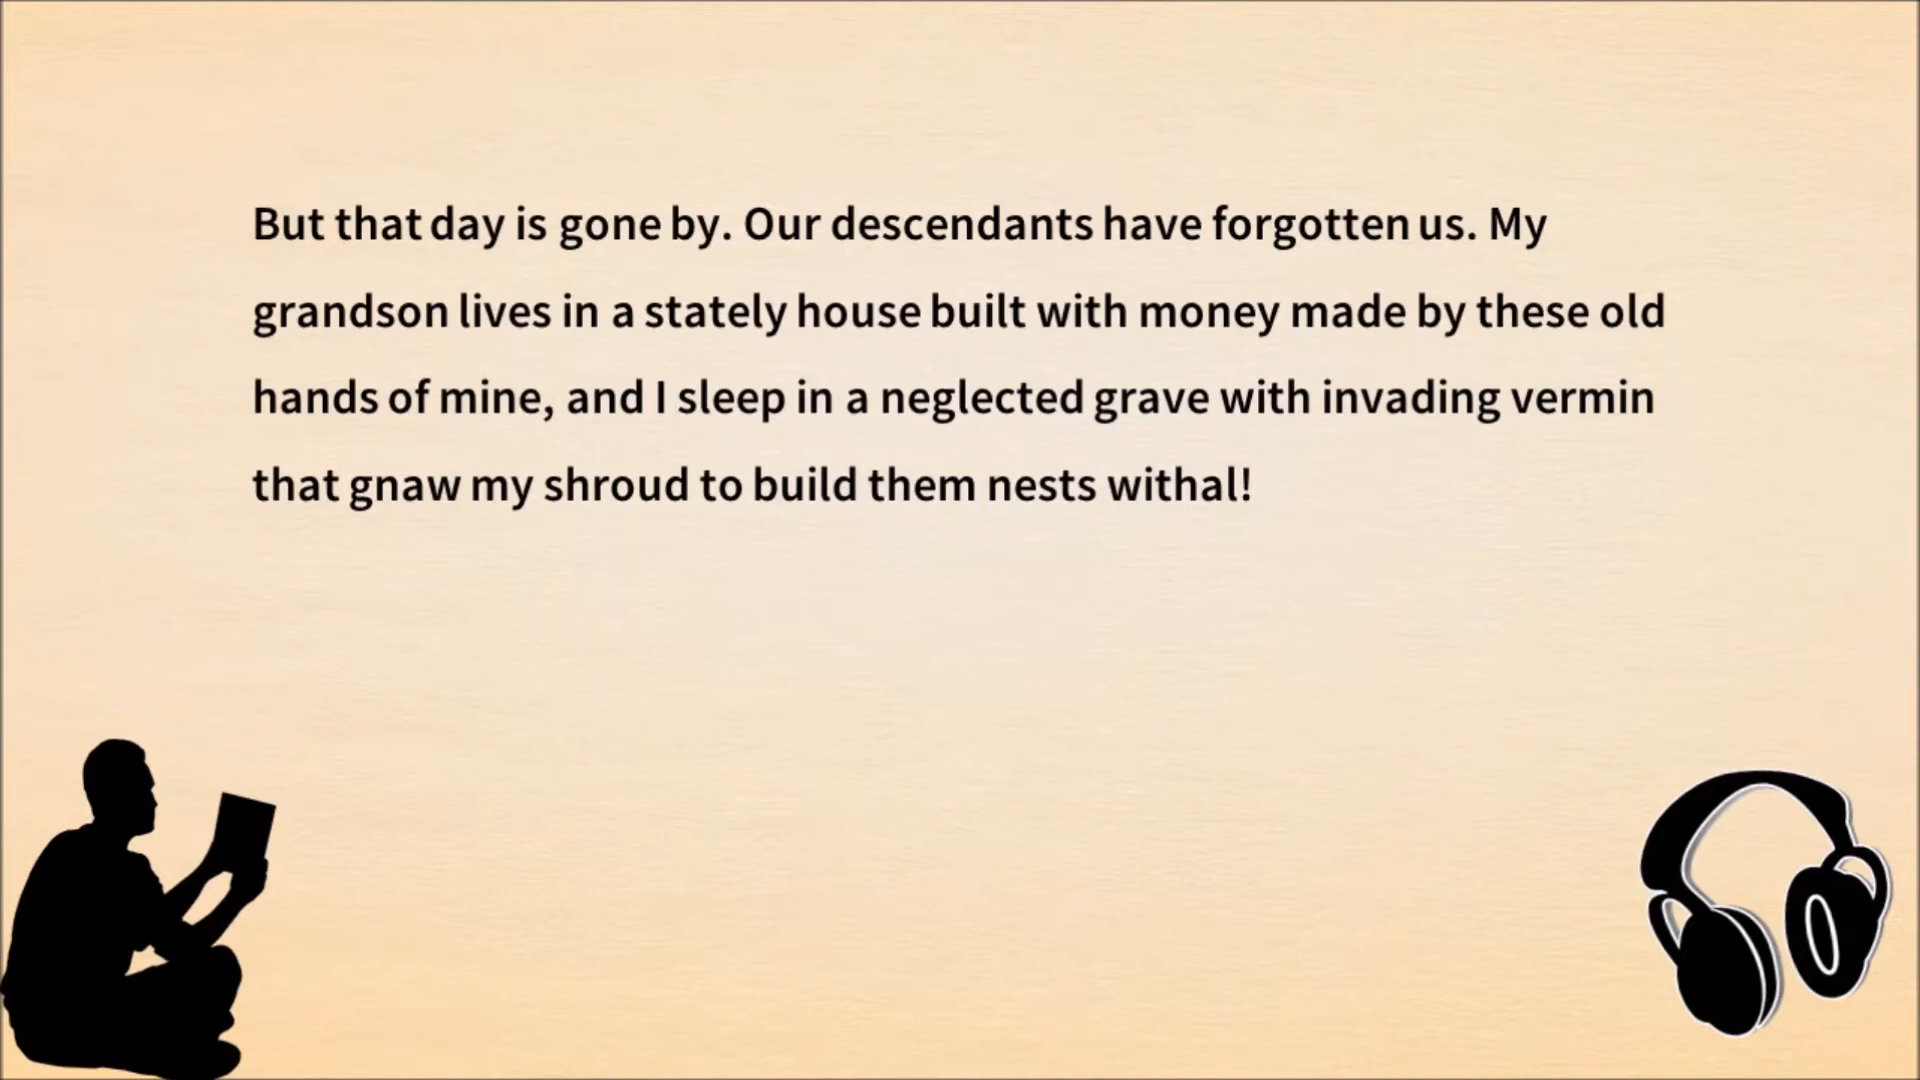 But that day is gone by. Our descendants have forgotten us. My
grandson lives in a stately house built with money made by these old
hands of mine, and I sleep in a neglected grave with invading vermin
that gnaw my shroud to build them nests withal!